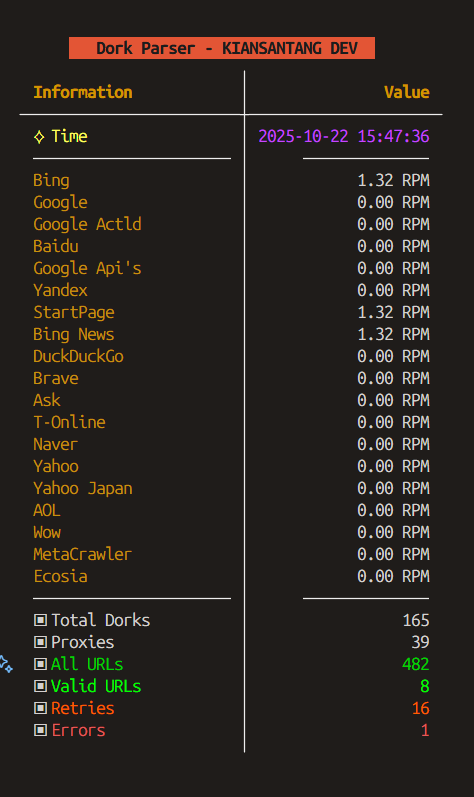 Dork Parser - KIANSANTANG DEV
Information Value
Time 2025-10-22 15:47:36
Bing 1.32 RPM
Google 0.00 RPM
Google Actld 0.00 RPM
Baidu 0.00 RPM
Google Api's 0.00 RPM
Yandex 0.00 RPM
StartPage 1.32 RPM
Bing News 1.32 RPM
DuckDuckGo 0.00 RPM
Brave 0.00 RPM
Ask 0.00 RPM
T-Online 0.00 RPM
Naver 0.00 RPM
Yahoo 0.00 RPM
Yahoo Japan 0.00 RPM
AOL 0.00 RPM
Wow 0.00 RPM
MetaCrawler 0.00 RPM
Ecosia 0.00 RPM
Total Dorks 165
Proxies 39
All URLs 482
Valid URLs 8
Retries 16
Errors 1